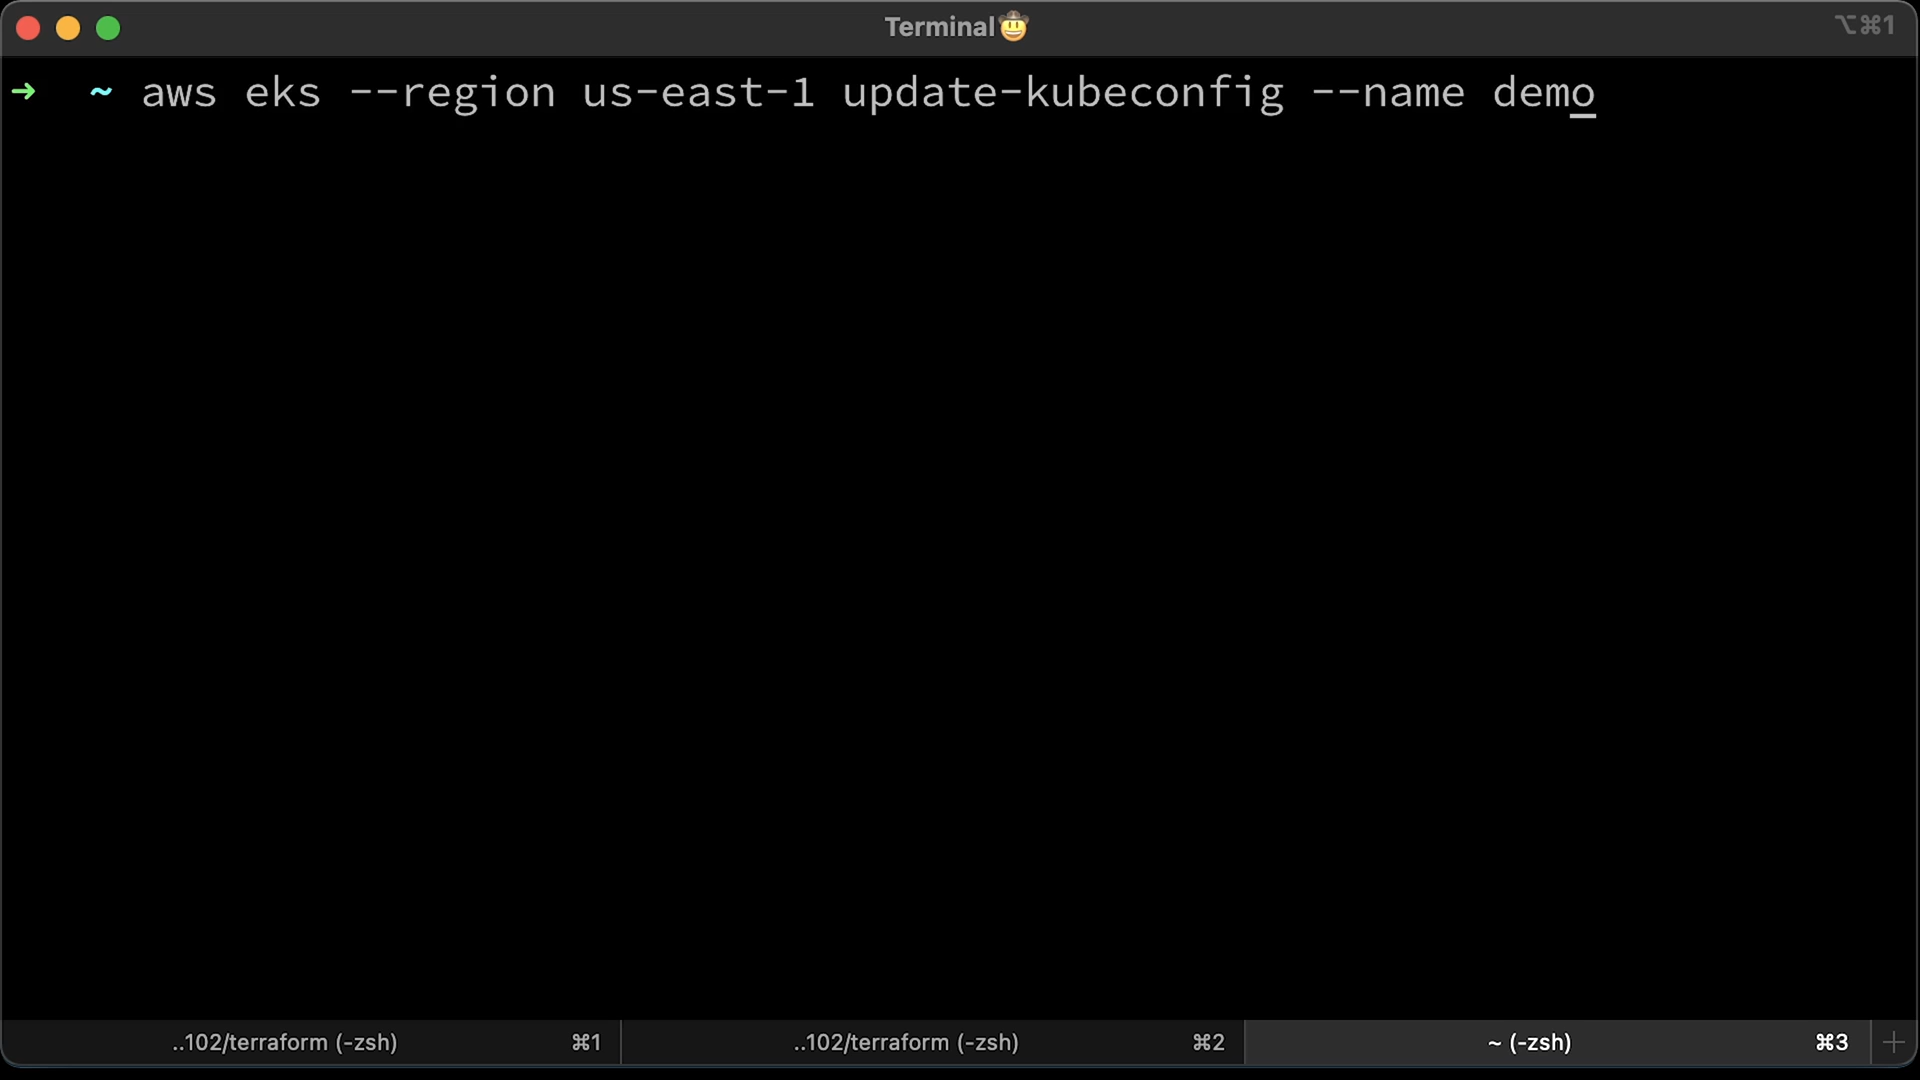 Terminal🤠
⌥⌘1
➜ ~ aws eks --region us-east-1 update-kubeconfig --name demo
..102/terraform (-zsh) ⌘1
..102/terraform (-zsh) ⌘2
~ (-zsh) ⌘3